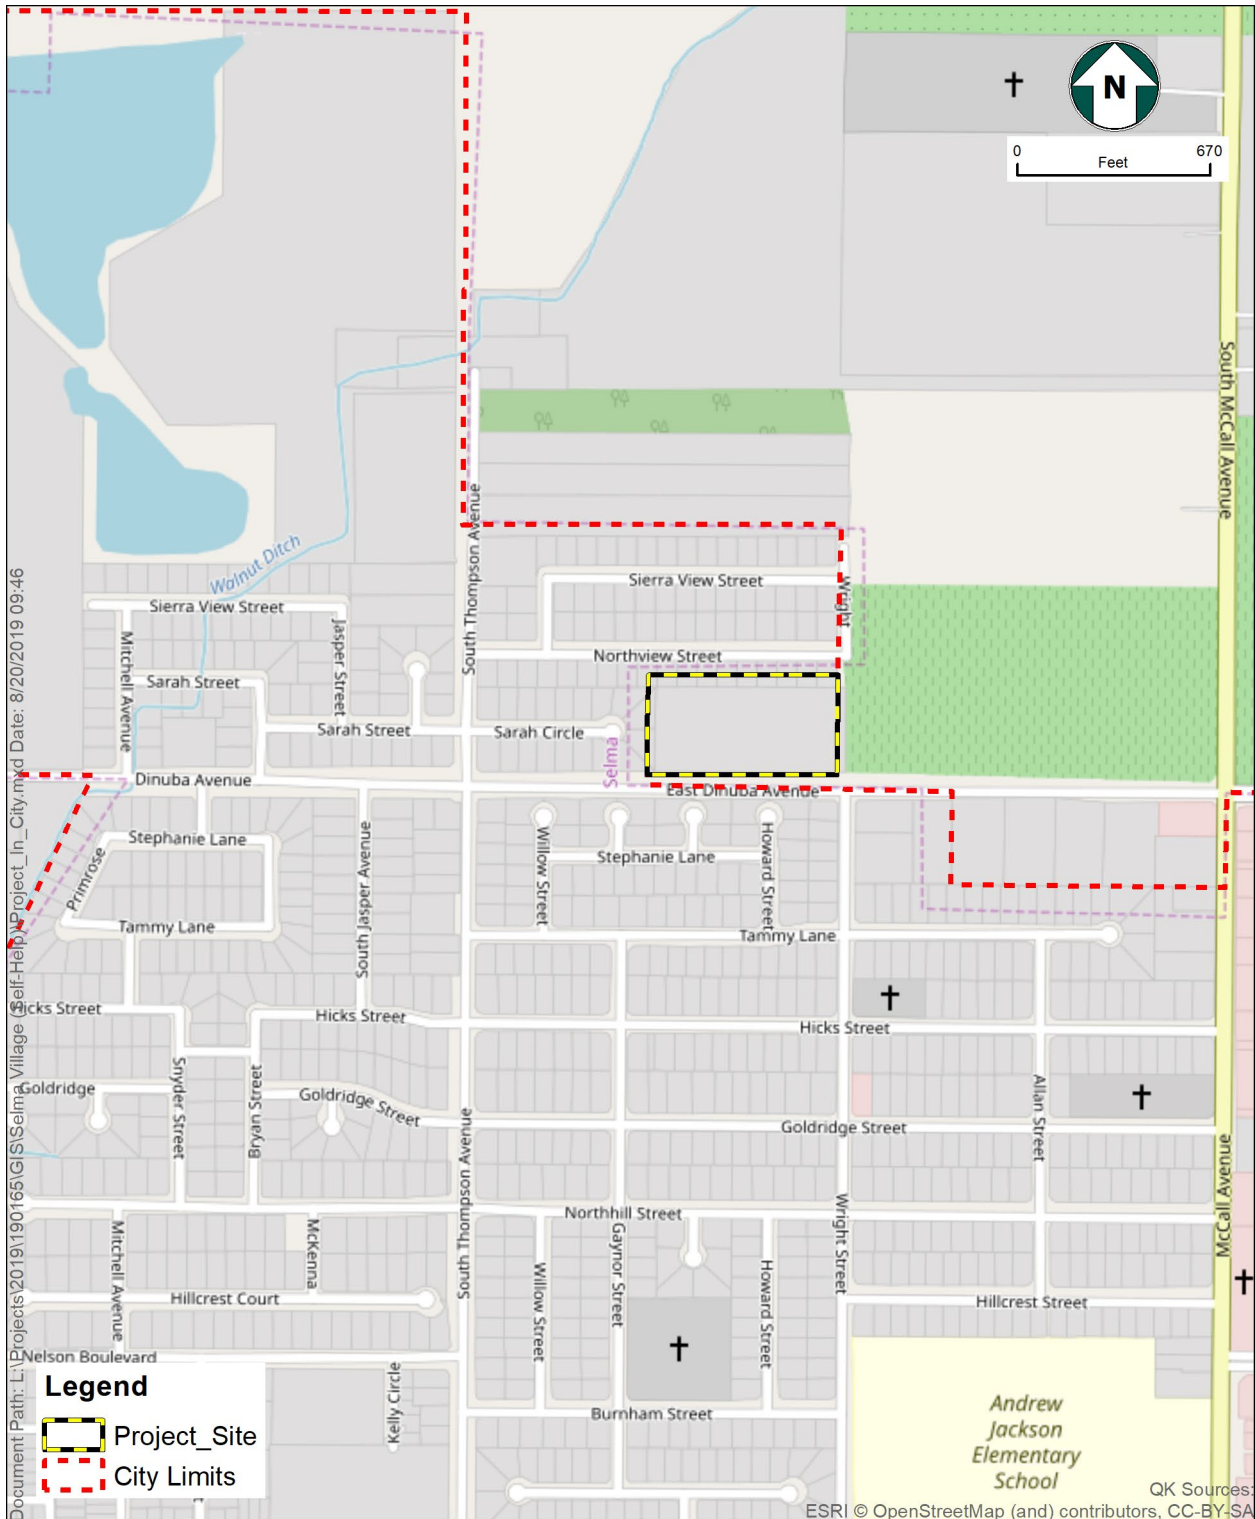 N
0 670
Feet
South McCall Avenue
South Thompson Avenue
Walnut Ditch
Sierra View Street
Wright
Sierra View Street
Mitchell Avenue
Jasper Street
Northview Street
Sarah Street
Sarah Street
Sarah Circle
Selma
Dinuba Avenue
East Dinuba Avenue
Stephanie Lane
Primrose
South Jasper Avenue
Willow Street
Stephanie Lane
Howard Street
Tammy Lane
Tammy Lane
Hicks Street
Hicks Street
Hicks Street
Snyder Street
Bryan Street
Goldridge
Goldridge Street
Goldridge Street
Allan Street
South Thompson Avenue
McCall Avenue
Northhill Street
Mitchell Avenue
McKenna
Willow Street
Gaynor Street
Howard Street
Wright Street
Hillcrest Court
Hillcrest Street
Nelson Boulevard
Kelly Circle
Burnham Street
Andrew
Jackson
Elementary
School
Legend
Project_Site
City Limits
Document Path: L:\Projects\2019\190165\GIS\Selma Village (Self-Help)\Project_In_City.mxd Date: 8/20/2019 09:46
QK Sources:
ESRI © OpenStreetMap (and) contributors, CC-BY-SA